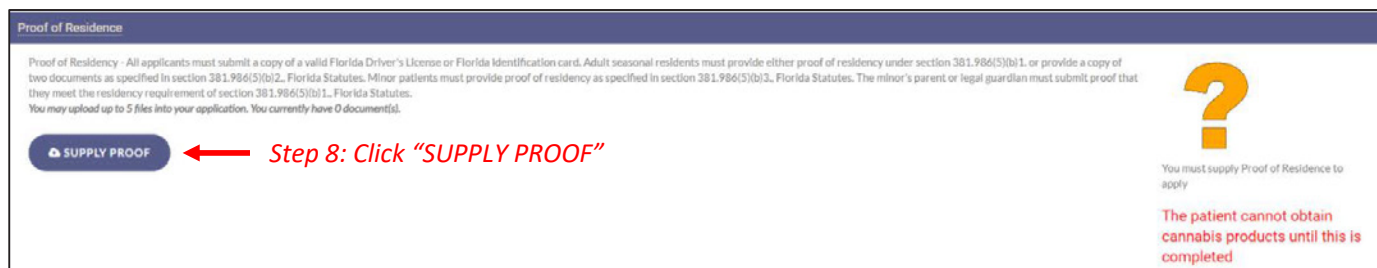 Proof of Residence
Proof of Residency - All applicants must submit a copy of a valid Florida Driver's License or Florida Identification card. Adult seasonal residents must provide either proof of residency under section 381.986(5)(b)1. or provide a copy of
two documents as specified in section 381.986(5)(b)2., Florida Statutes. Minor patients must provide proof of residency as specified in section 381.986(5)(b)3., Florida Statutes. The minor's parent or legal guardian must submit proof that
they meet the residency requirement of section 381.986(5)(b)1., Florida Statutes.
You may upload up to 5 files into your application. You currently have 0 document(s).
SUPPLY PROOF
Step 8: Click “SUPPLY PROOF”
?
You must supply Proof of Residence to
apply
The patient cannot obtain
cannabis products until this is
completed